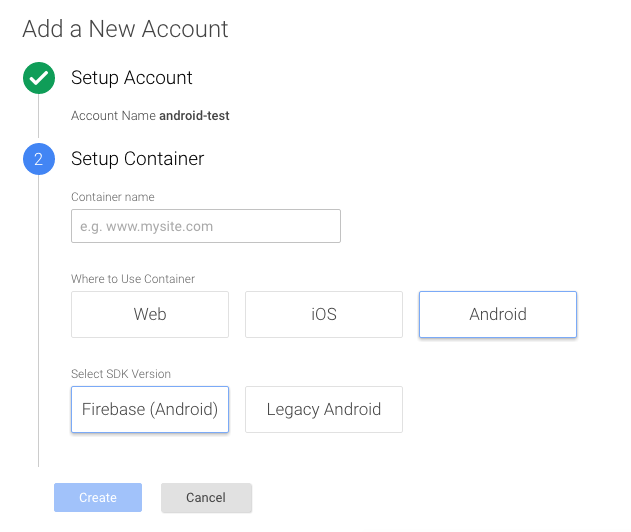 Add a New Account
Setup Account
Account Name android-test
2 Setup Container
Container name
e.g. www.mysite.com
Where to Use Container
Web iOS Android
Select SDK Version
Firebase (Android) Legacy Android
Create Cancel